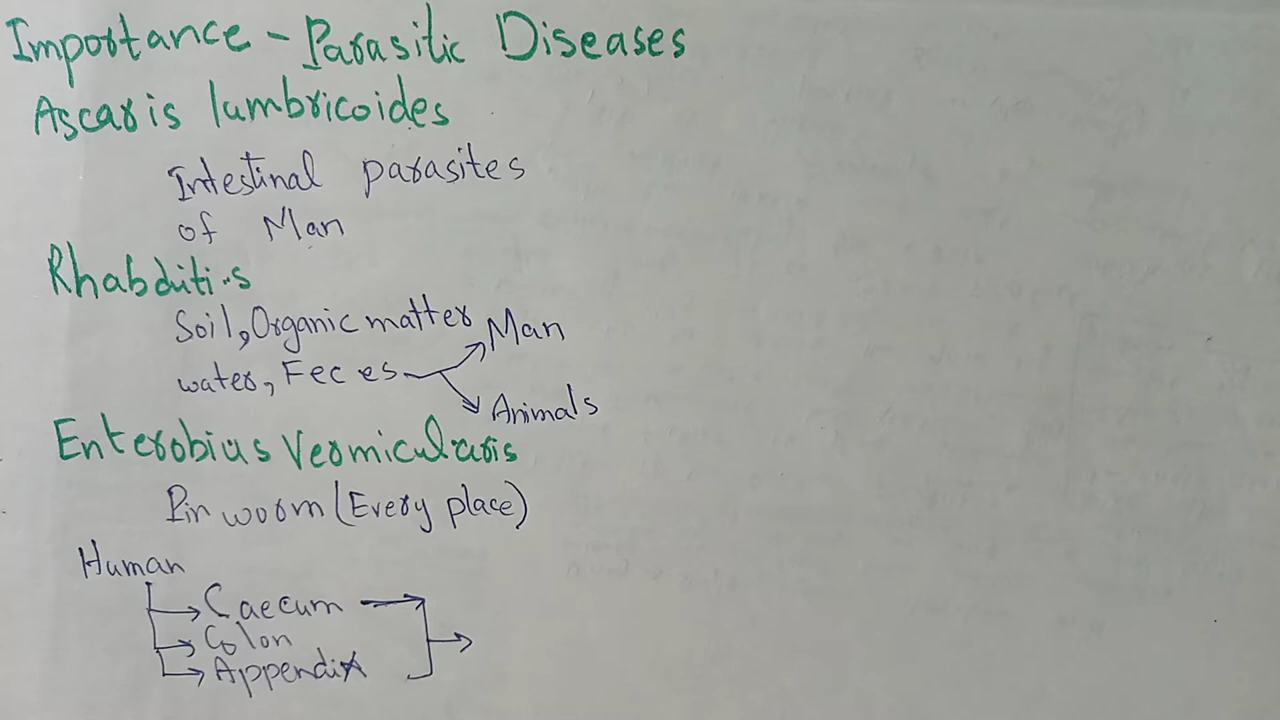 Importance - Parasitic Diseases
Ascaris lumbricoides
Intestinal parasites
of Man
Rhabditis
Soil, Organic matter
Man
water, Feces
Animals
Enterobius Vermicularis
Pin worm (Every place)
Human
Caecum
Colon
Appendix